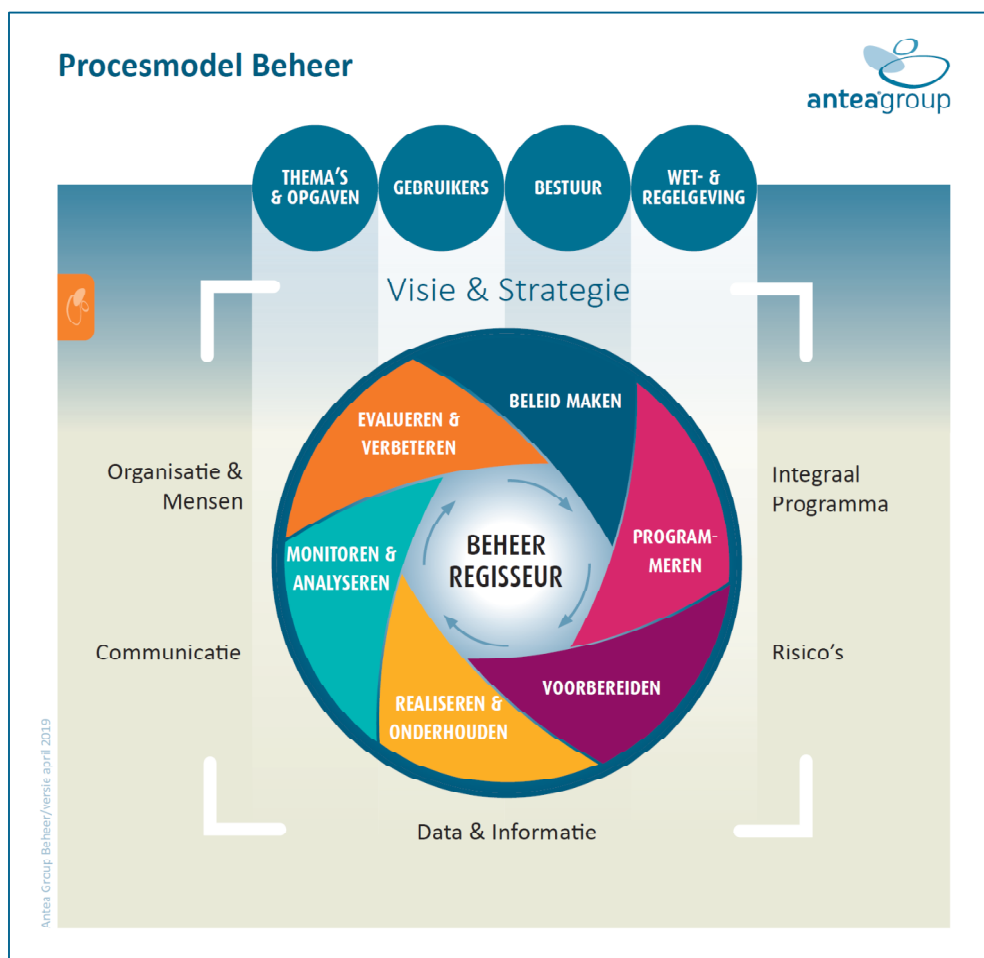 Procesmodel Beheer
anteagroup
THEMA'S
& OPGAVEN
GEBRUIKERS
BESTUUR
WET- &
REGELGEVING
Visie & Strategie
BELEID MAKEN
EVALUEREN &
VERBETEREN
Organisatie &
Mensen
Integraal
Programma
PROGRAM-
MEREN
BEHEER
REGISSEUR
MONITOREN &
ANALYSEREN
Communicatie
Risico's
VOORBEREIDEN
REALISEREN &
ONDERHOUDEN
Data & Informatie
Antea Group Beheer/versie april 2019